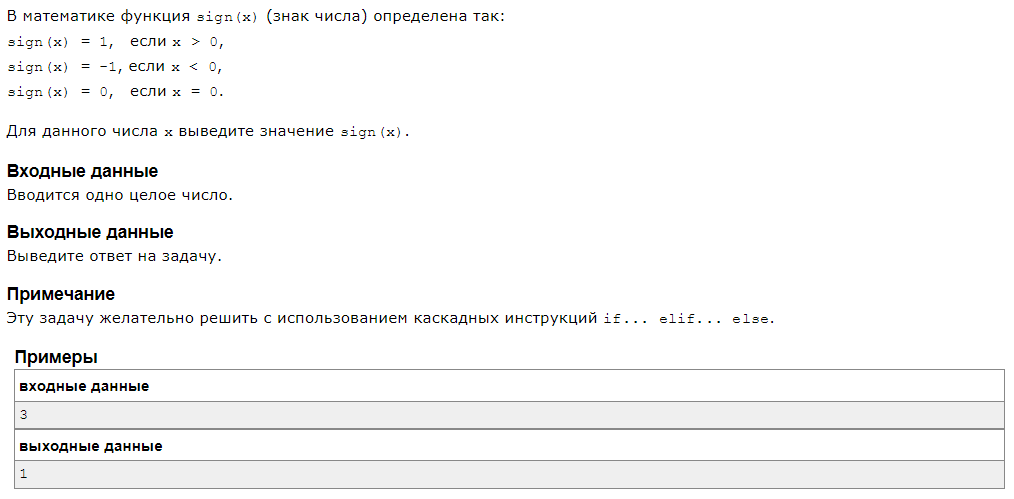 В математике функция sign(x) (знак числа) определена так:
sign(x) = 1, если x > 0,
sign(x) = -1, если x < 0,
sign(x) = 0, если x = 0.
Для данного числа x выведите значение sign(x).
Входные данные
Вводится одно целое число.
Выходные данные
Выведите ответ на задачу.
Примечание
Эту задачу желательно решить с использованием каскадных инструкций if... elif... else.
Примеры
входные данные
3
выходные данные
1